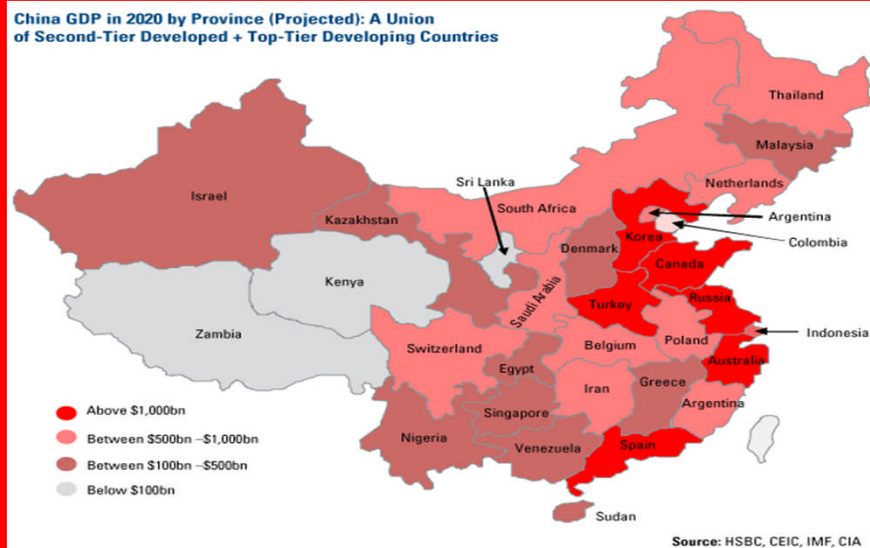 China GDP in 2020 by Province (Projected): A Union
of Second-Tier Developed + Top-Tier Developing Countries
Thailand
Malaysia
Sri Lanka
Netherlands
Israel
South Africa
Kazakhstan
Argentina
Korea
Colombia
Denmark
Canada
Kenya
Saudi Arabia
Russia
Turkey
Zambia
Indonesia
Poland
Belgium
Switzerland
Australia
Egypt
Greece
Iran
Argentina
Above $1,000bn
Singapore
Between $500bn –$1,000bn
Nigeria
Spain
Venezuela
Between $100bn –$500bn
Below $100bn
Sudan
Source: HSBC, CEIC, IMF, CIA